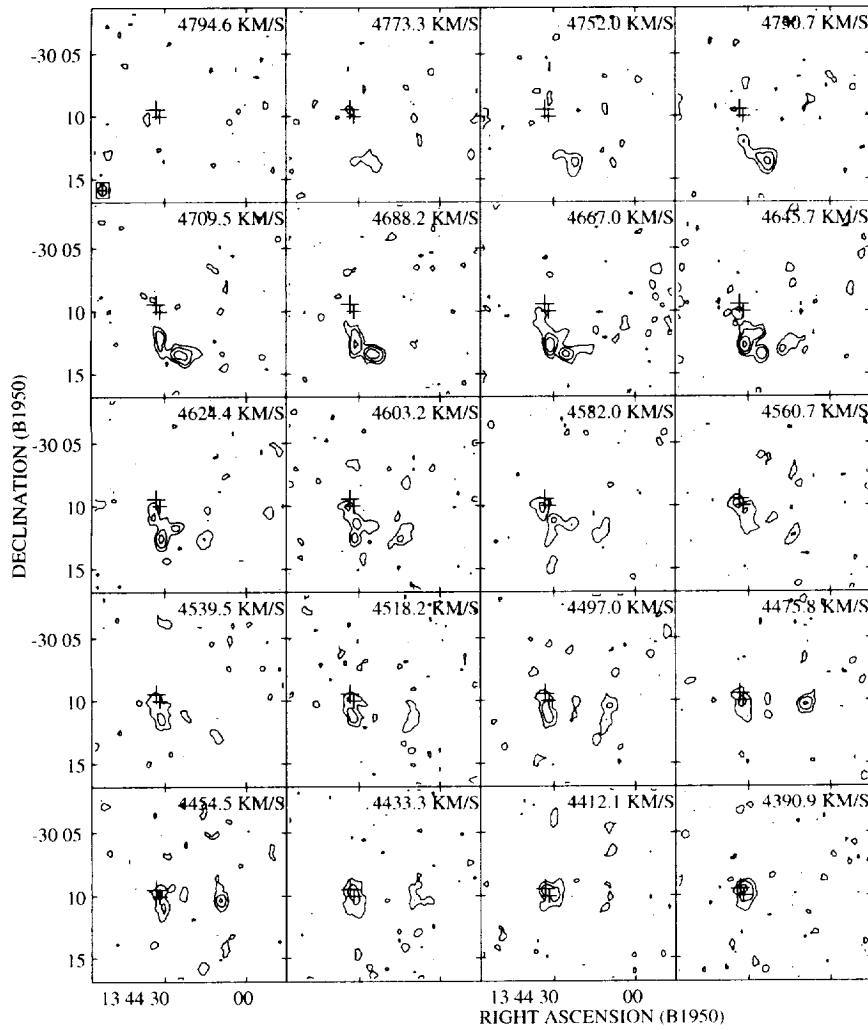 4794.6 KM/S 4773.3 KM/S 4752.0 KM/S 4730.7 KM/S
-30 05
10
15
4709.5 KM/S 4688.2 KM/S 4667.0 KM/S 4645.7 KM/S
-30 05
10
15
4624.4 KM/S 4603.2 KM/S 4582.0 KM/S 4560.7 KM/S
-30 05
10
15
DECLINATION (B1950)
4539.5 KM/S 4518.2 KM/S 4497.0 KM/S 4475.8 KM/S
-30 05
10
15
4454.5 KM/S 4433.3 KM/S 4412.1 KM/S 4390.9 KM/S
-30 05
10
15
13 44 30 00 13 44 30 00
RIGHT ASCENSION (B1950)